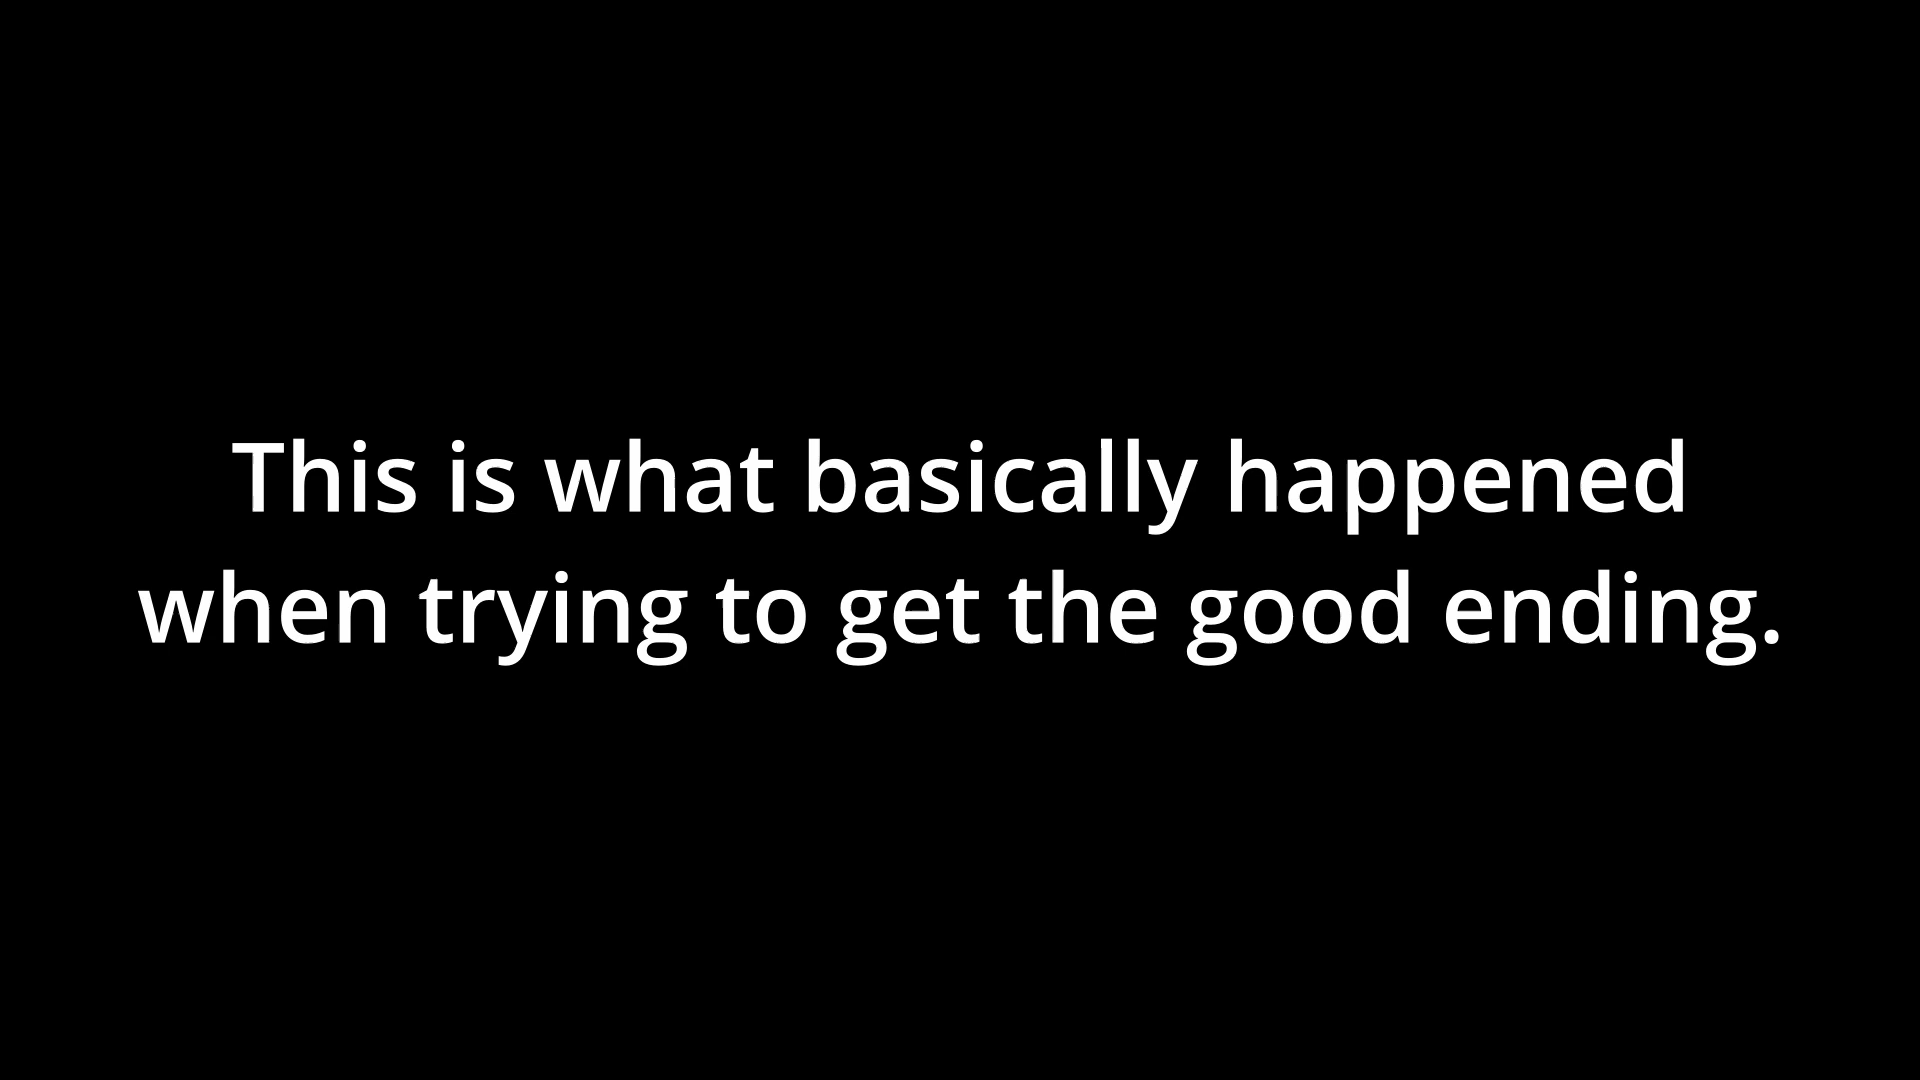 This is what basically happened
when trying to get the good ending.